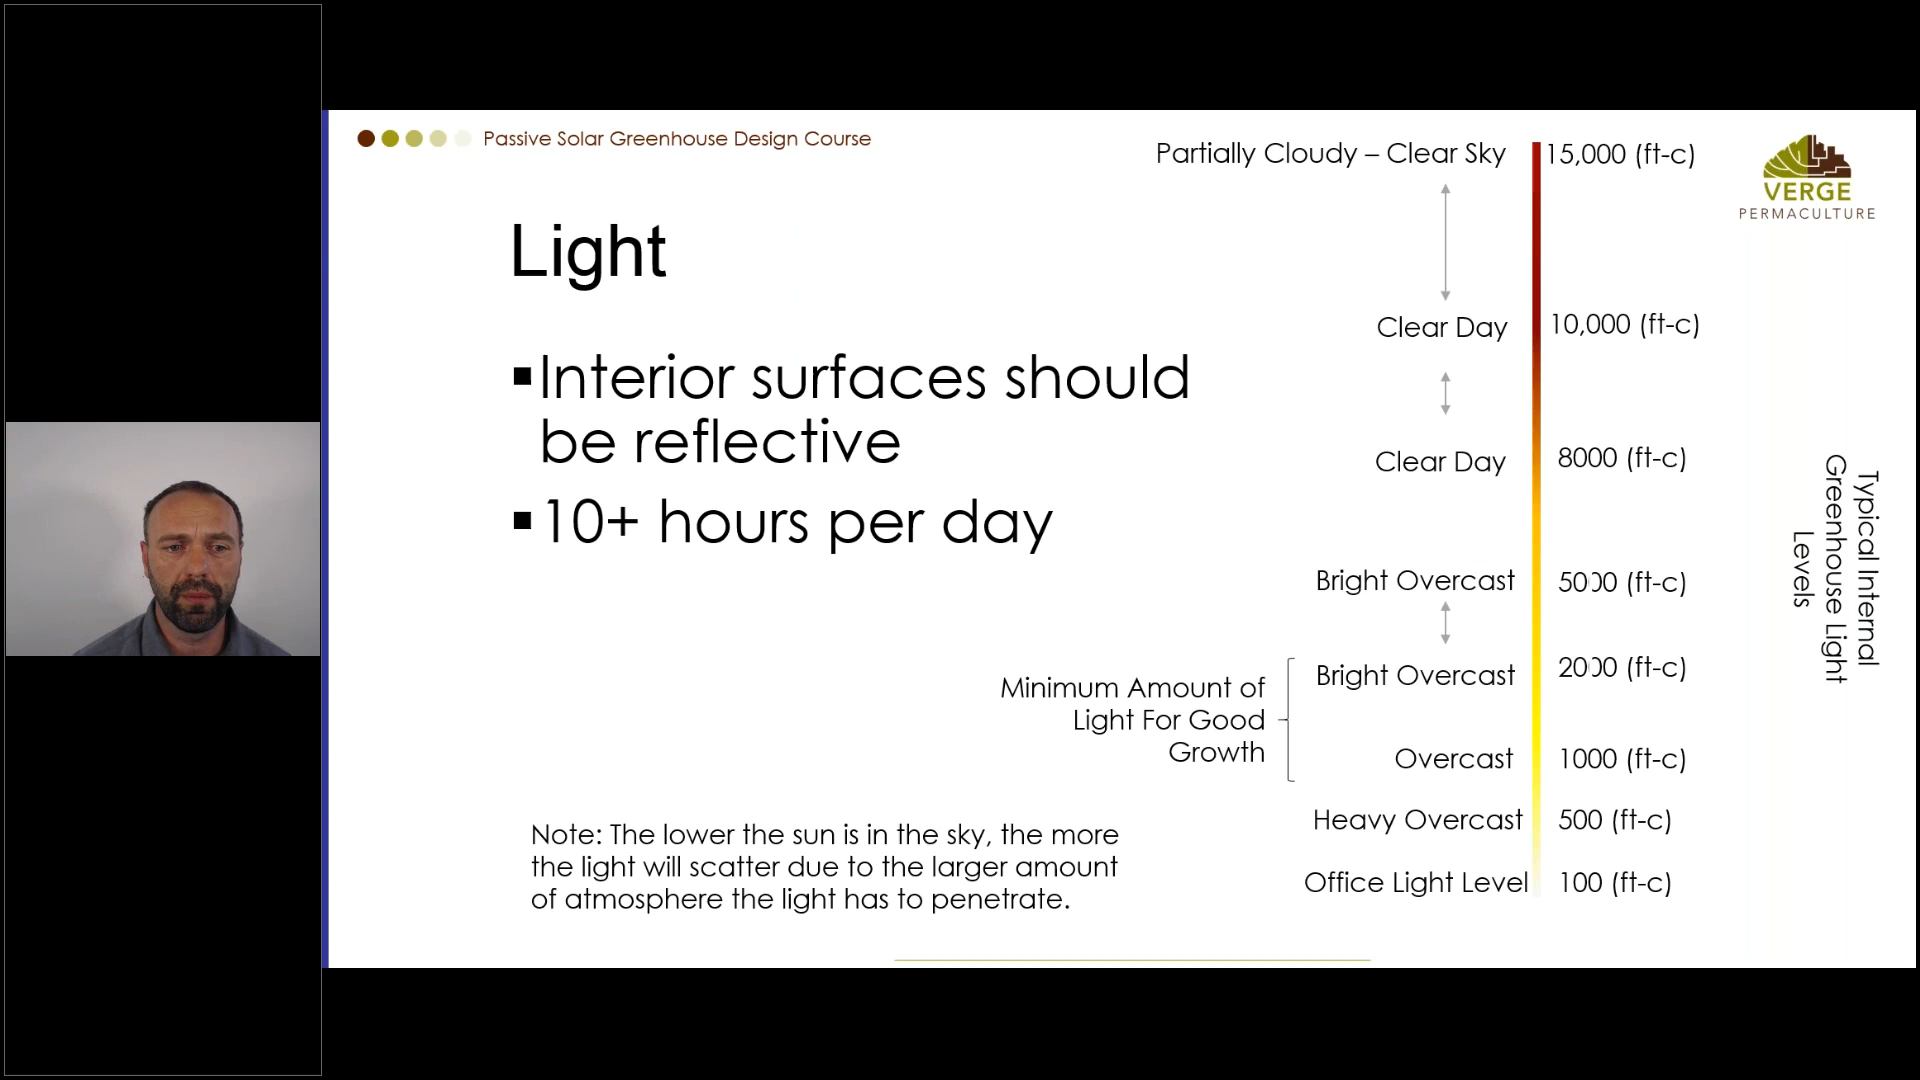 Passive Solar Greenhouse Design Course
VERGE
PERMACULTURE
Light
▪Interior surfaces should
be reflective
▪10+ hours per day
Note: The lower the sun is in the sky, the more
the light will scatter due to the larger amount
of atmosphere the light has to penetrate.
Partially Cloudy – Clear Sky 15,000 (ft-c)
Clear Day 10,000 (ft-c)
Clear Day 8000 (ft-c)
Bright Overcast 5000 (ft-c)
Bright Overcast 2000 (ft-c)
Minimum Amount of
Light For Good
Growth
Overcast 1000 (ft-c)
Heavy Overcast 500 (ft-c)
Office Light Level 100 (ft-c)
Typical Internal
Greenhouse Light
Levels